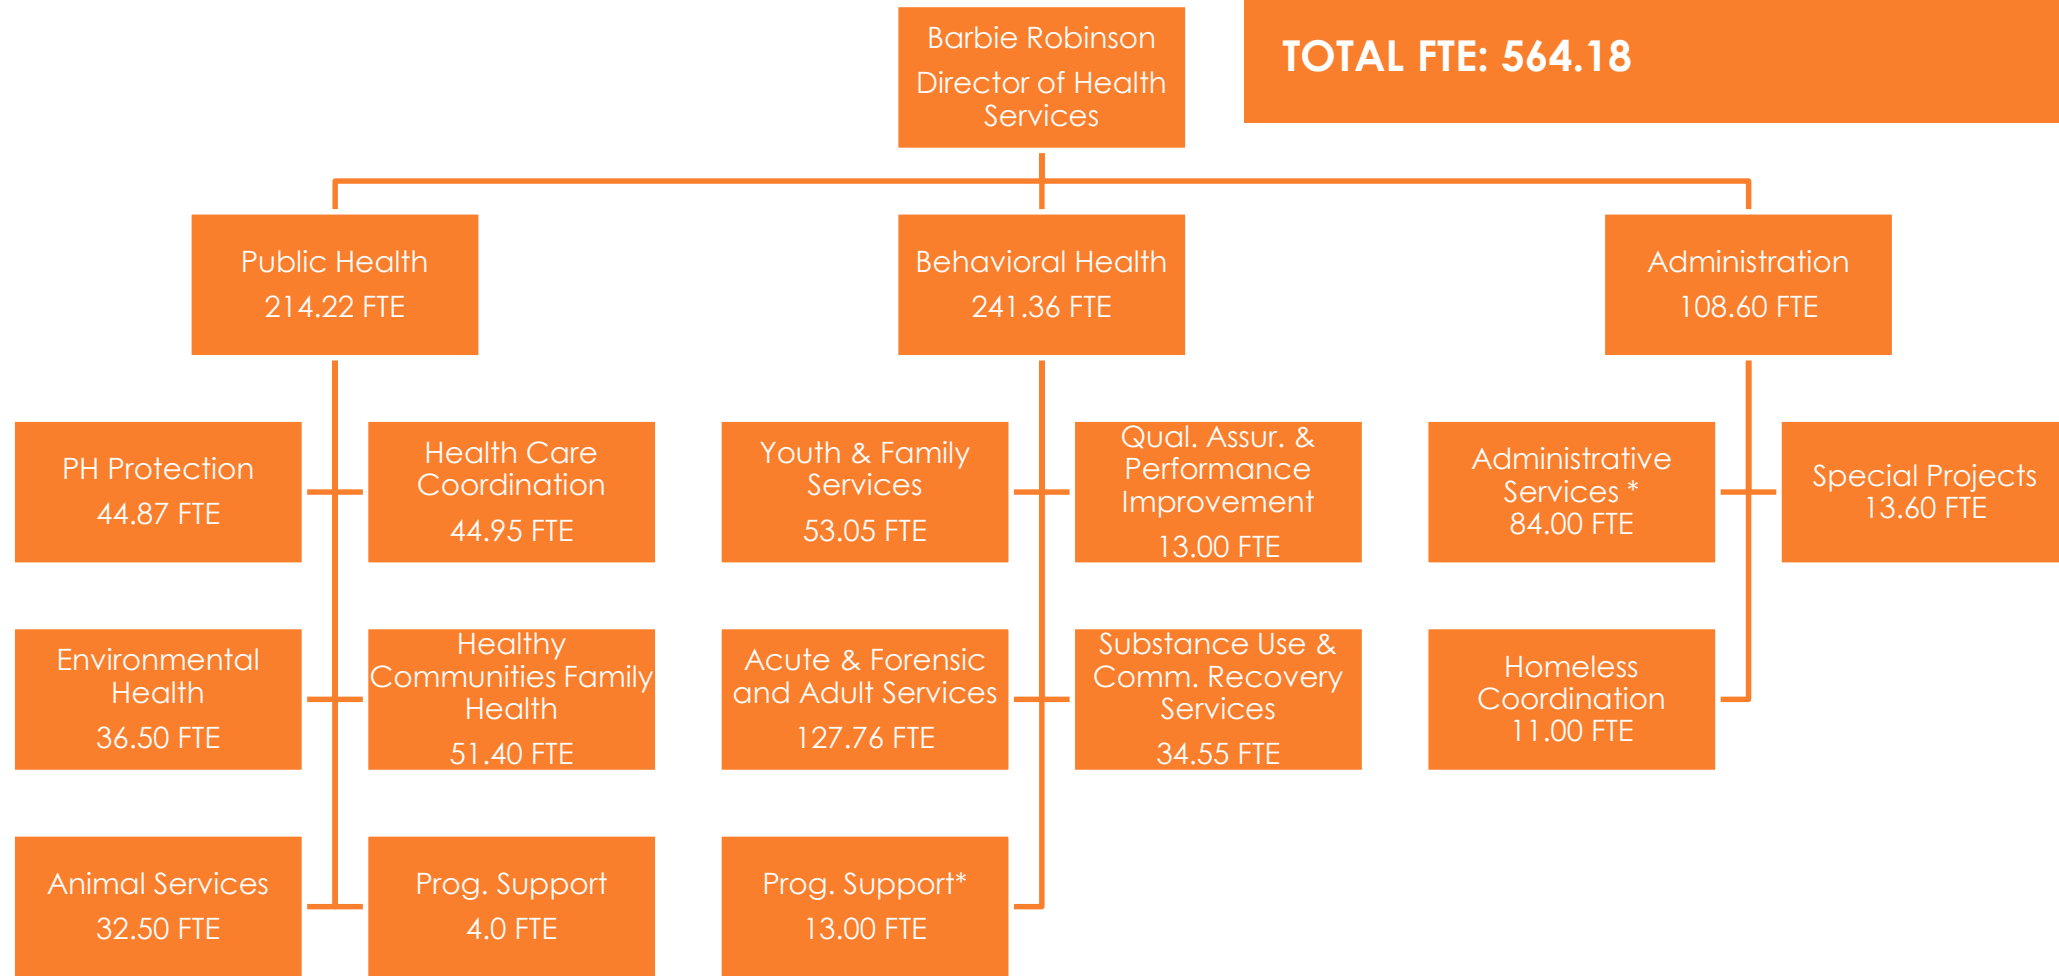 Barbie Robinson
Director of Health
Services
TOTAL FTE: 564.18
Public Health
214.22 FTE
Behavioral Health
241.36 FTE
Administration
108.60 FTE
PH Protection
44.87 FTE
Health Care
Coordination
44.95 FTE
Youth & Family
Services
53.05 FTE
Qual. Assur. &
Performance
Improvement
13.00 FTE
Administrative
Services *
84.00 FTE
Special Projects
13.60 FTE
Environmental
Health
36.50 FTE
Healthy
Communities Family
Health
51.40 FTE
Acute & Forensic
and Adult Services
127.76 FTE
Substance Use &
Comm. Recovery
Services
34.55 FTE
Homeless
Coordination
11.00 FTE
Animal Services
32.50 FTE
Prog. Support
4.0 FTE
Prog. Support*
13.00 FTE